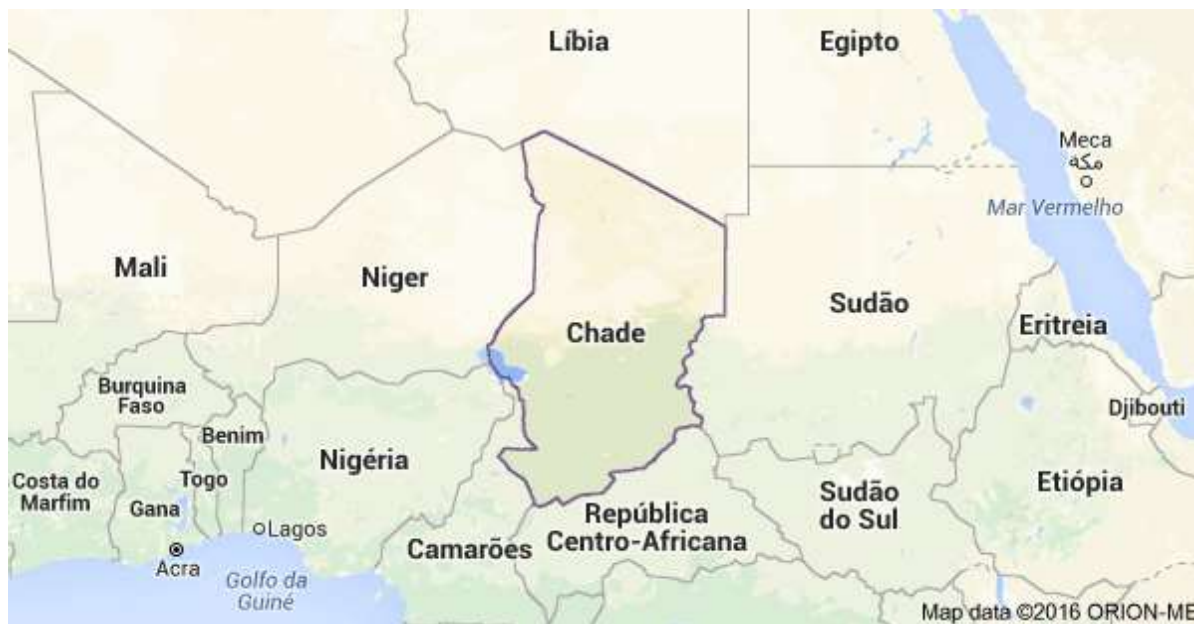 Líbia
Egipto
Meca
مكة
Mar Vermelho
Mali
Niger
Chade
Sudão
Eritreia
Burquina
Faso
Djibouti
Benim
Nigéria
Costa do
Marfim
Togo
Gana
Etiópia
Sudão
do Sul
Lagos
República
Centro-Africana
Camarões
Acra
Golfo da
Guiné
Map data ©2016 ORION-ME